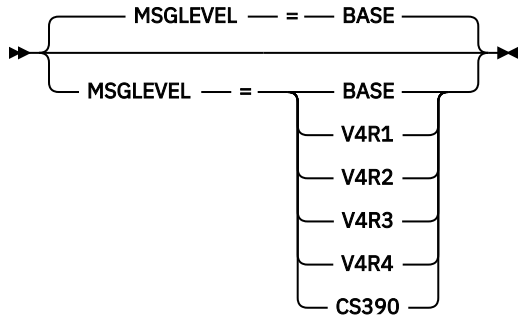 MSGLEVEL = BASE
MSGLEVEL = BASE
V4R1
V4R2
V4R3
V4R4
CS390